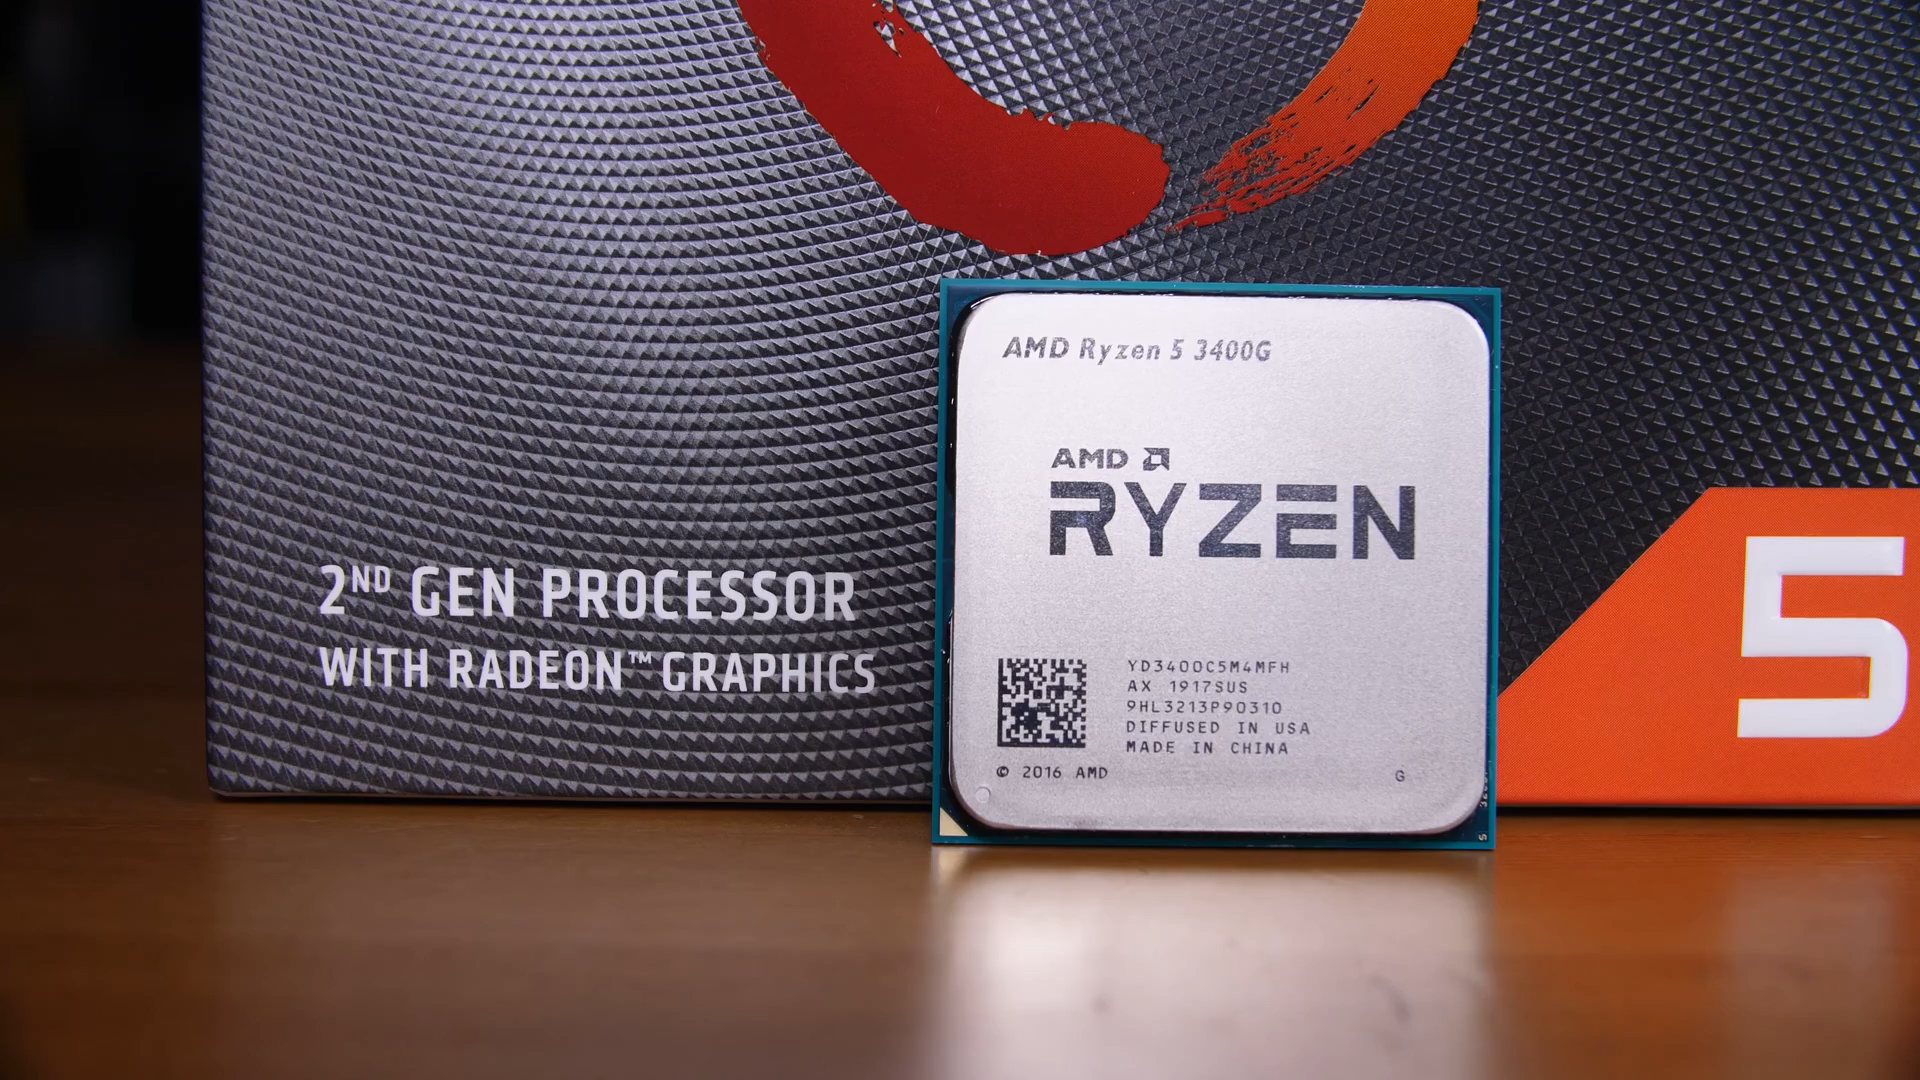 2ND GEN PROCESSOR
WITH RADEON™ GRAPHICS
AMD Ryzen 5 3400G
AMD
RYZEN
YD3400C5M4MFH
AX 1917SUS
9HL3213P90310
DIFFUSED IN USA
MADE IN CHINA
© 2016 AMD
G
5